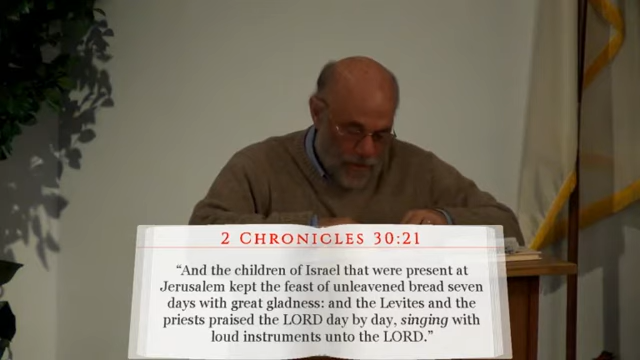 2 Chronicles 30:21
“And the children of Israel that were present at
Jerusalem kept the feast of unleavened bread seven
days with great gladness: and the Levites and the
priests praised the LORD day by day, singing with
loud instruments unto the LORD.”